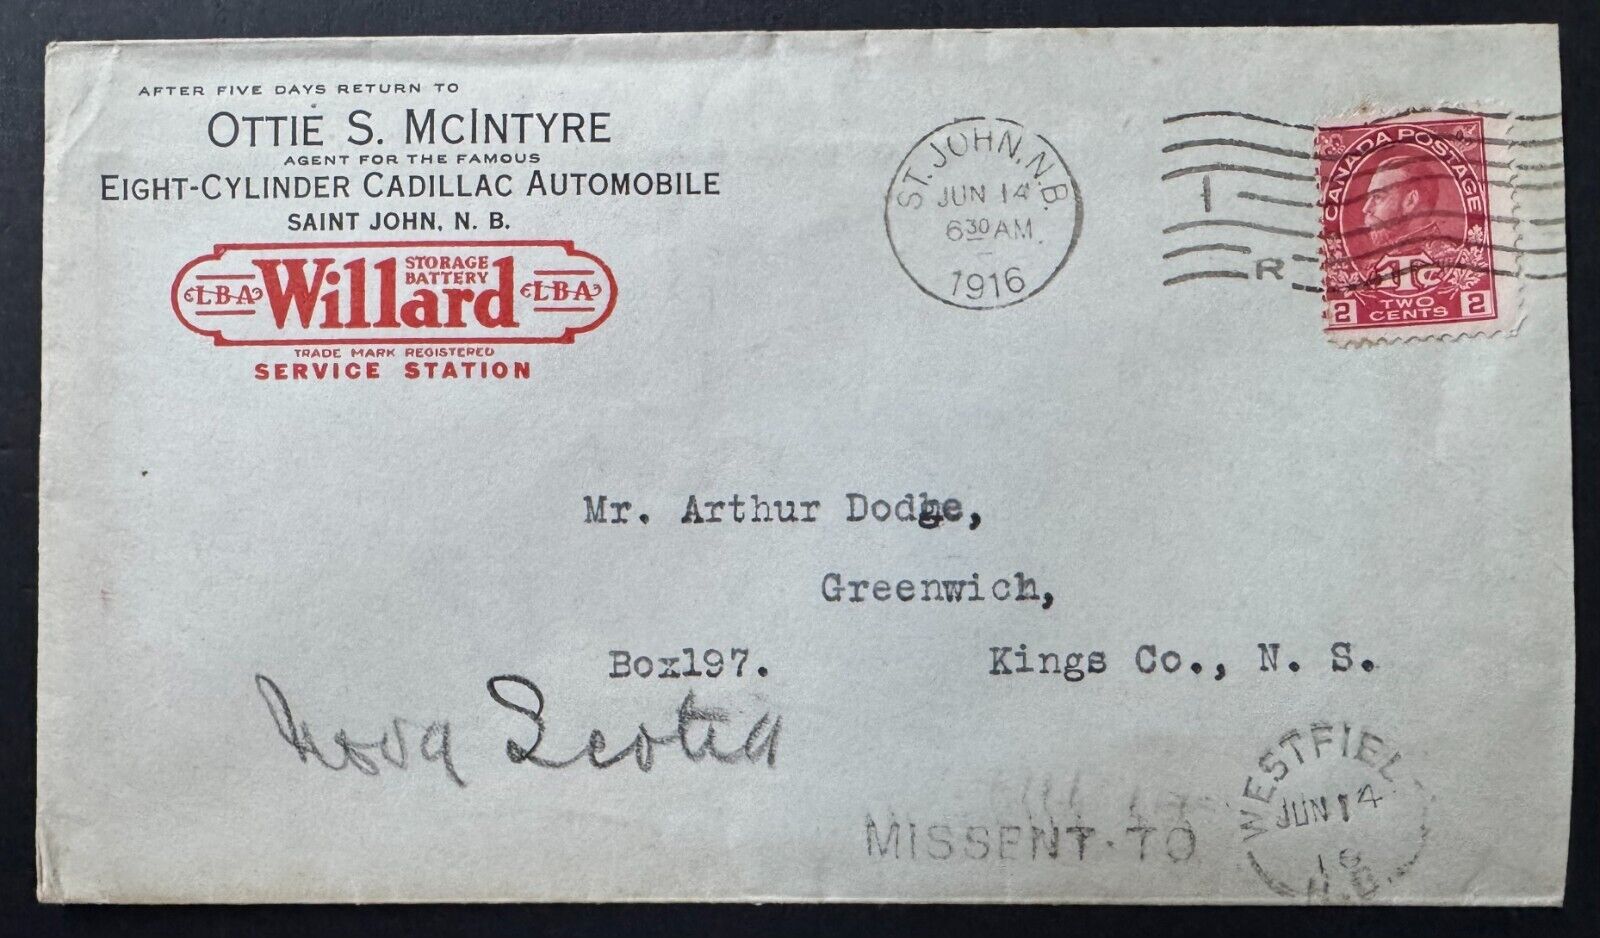 AFTER FIVE DAYS RETURN TO
OTTIE S. MCINTYRE
AGENT FOR THE FAMOUS
EIGHT-CYLINDER CADILLAC AUTOMOBILE
SAINT JOHN, N. B.
LBA Willard STORAGE BATTERY LBA
TRADE MARK REGISTERED
SERVICE STATION
ST. JOHN, N.B.
JUN 14
6 30 AM.
1916
I
R
CANADA POSTAGE
1Tc
2 TWO CENTS 2
Mr. Arthur Dodge,
Greenwich,
Box197. Kings Co., N. S.
Nova Scotia
MISSENT·TO
WESTFIEL
JUN 14
16